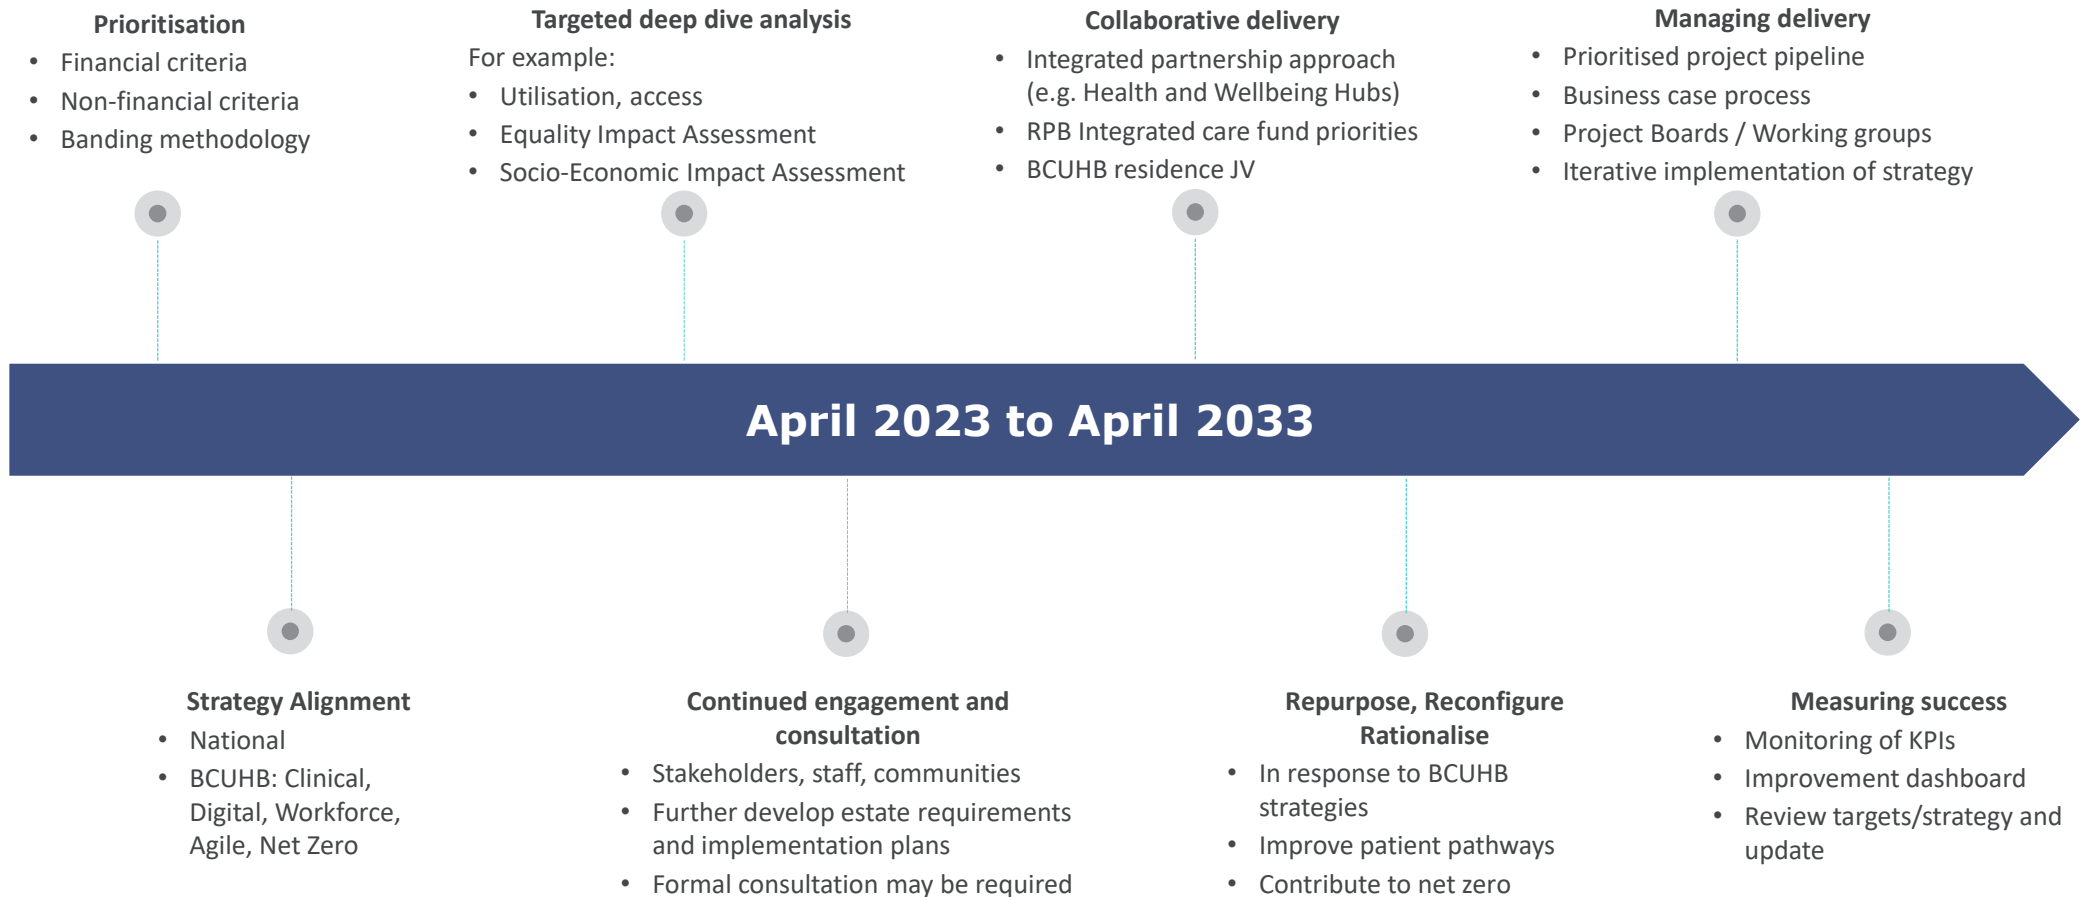 Prioritisation
• Financial criteria
• Non-financial criteria
• Banding methodology
Targeted deep dive analysis
For example:
• Utilisation, access
• Equality Impact Assessment
• Socio-Economic Impact Assessment
Collaborative delivery
• Integrated partnership approach
(e.g. Health and Wellbeing Hubs)
• RPB Integrated care fund priorities
• BCUHB residence JV
Managing delivery
• Prioritised project pipeline
• Business case process
• Project Boards / Working groups
• Iterative implementation of strategy
April 2023 to April 2033
Strategy Alignment
• National
• BCUHB: Clinical,
Digital, Workforce,
Agile, Net Zero
Continued engagement and
consultation
• Stakeholders, staff, communities
• Further develop estate requirements
and implementation plans
• Formal consultation may be required
Repurpose, Reconfigure
Rationalise
• In response to BCUHB
strategies
• Improve patient pathways
• Contribute to net zero
Measuring success
• Monitoring of KPIs
• Improvement dashboard
• Review targets/strategy and
update